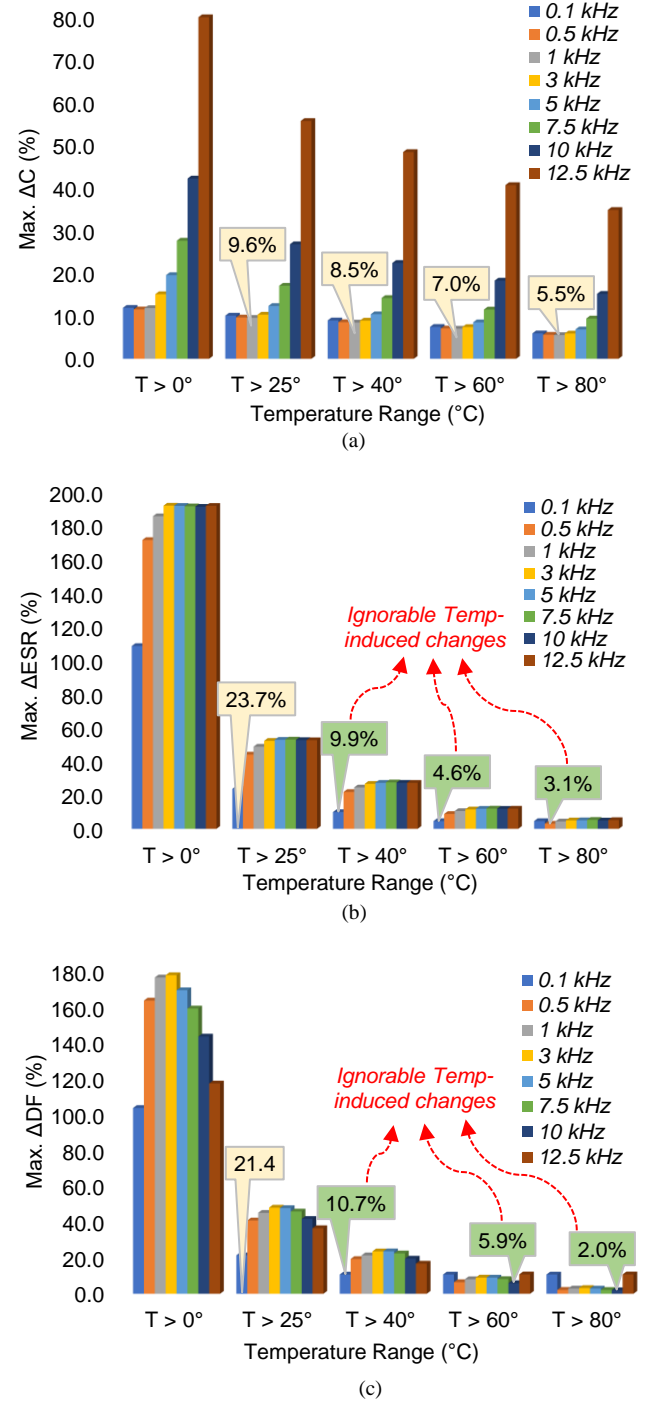 80.0
70.0
60.0
50.0
40.0
30.0
20.0
10.0
0.0
Max. ΔC (%)
0.1 kHz
0.5 kHz
1 kHz
3 kHz
5 kHz
7.5 kHz
10 kHz
12.5 kHz
9.6%
8.5%
7.0%
5.5%
T > 0° T > 25° T > 40° T > 60° T > 80°
Temperature Range (°C)
(a)
200.0
180.0
160.0
140.0
120.0
100.0
80.0
60.0
40.0
20.0
0.0
Max. ΔESR (%)
0.1 kHz
0.5 kHz
1 kHz
3 kHz
5 kHz
7.5 kHz
10 kHz
12.5 kHz
Ignorable Temp-
induced changes
23.7%
9.9%
4.6%
3.1%
T > 0° T > 25° T > 40° T > 60° T > 80°
Temperature Range (°C)
(b)
180.0
160.0
140.0
120.0
100.0
80.0
60.0
40.0
20.0
0.0
Max. ΔDF (%)
0.1 kHz
0.5 kHz
1 kHz
3 kHz
5 kHz
7.5 kHz
10 kHz
12.5 kHz
Ignorable Temp-
induced changes
21.4
10.7%
5.9%
2.0%
T > 0° T > 25° T > 40° T > 60° T > 80°
Temperature Range (°C)
(c)